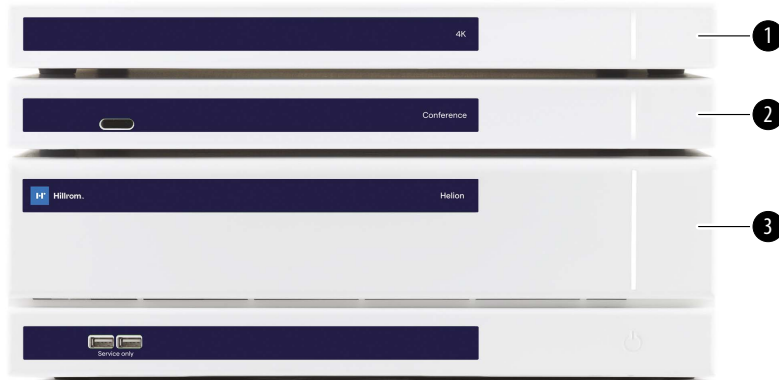 4K
1
Conference
2
H Hillrom.
Helion
3
Service only